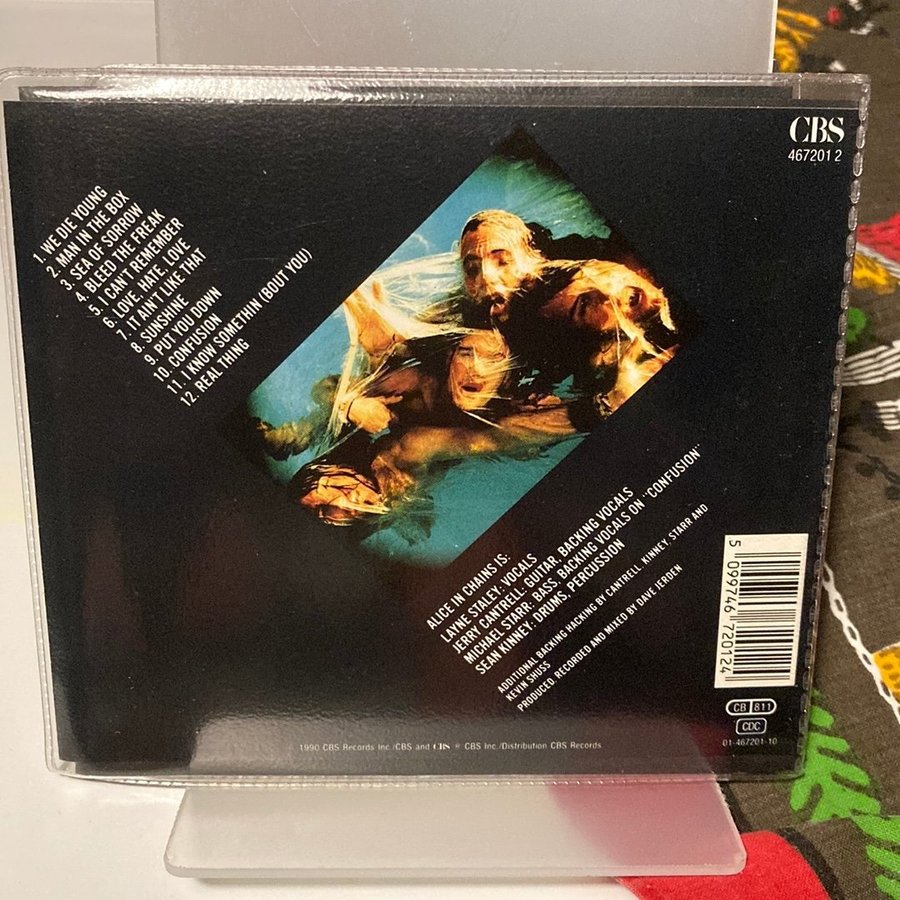 CBS
467201 2
1. WE DIE YOUNG
2. MAN IN THE BOX
3. SEA OF SORROW
4. BLEED THE FREAK
5. I CAN'T REMEMBER
6. LOVE, HATE, LOVE
7. IT AIN'T LIKE THAT
8. SUNSHINE
9. PUT YOU DOWN
10. CONFUSION
11. I KNOW SOMETHIN (BOUT YOU)
12. REAL THING
ALICE IN CHAINS IS:
LAYNE STALEY: VOCALS
JERRY CANTRELL: GUITAR, BACKING VOCALS
MICHAEL STARR: BASS, BACKING VOCALS ON "CONFUSION"
SEAN KINNEY: DRUMS, PERCUSSION
ADDITIONAL BACKING HACKING BY CANTRELL, KINNEY, STARR AND
KEVIN SHUSS
PRODUCED, RECORDED AND MIXED BY DAVE JERDEN
5 099746 720124
CB 811
CDC
01-467201-10
1990 CBS Records Inc./CBS and CBS ® CBS Inc./Distribution CBS Records